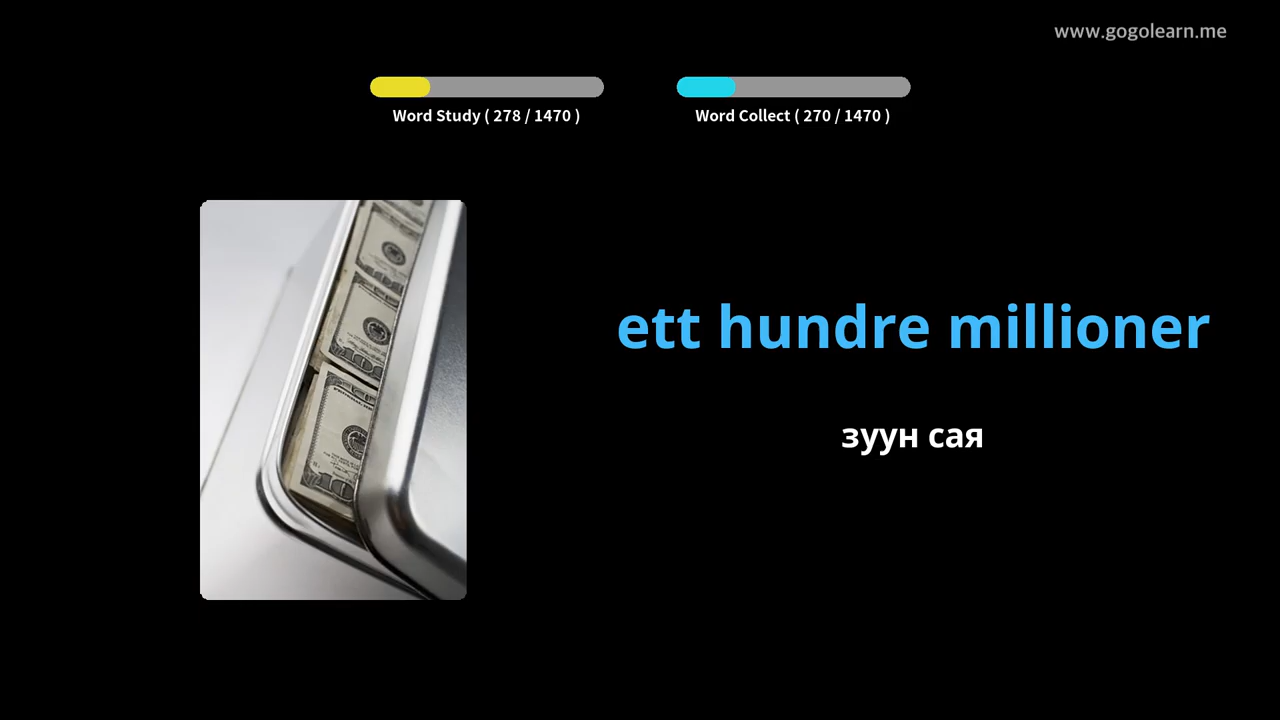 www.gogolearn.me
Word Study ( 278 / 1470 )
Word Collect ( 270 / 1470 )
ett hundre millioner
зуун сая